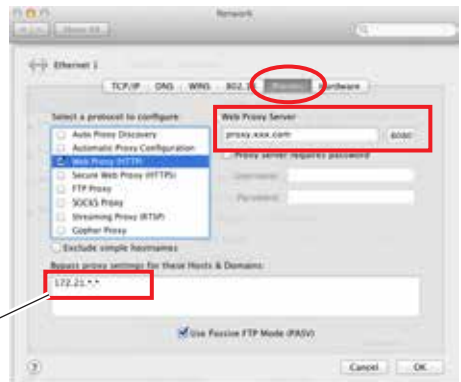 Network
Show All
Ethernet 1
TCP/IP DNS WINS 802.1X Proxies Hardware
Select a protocol to configure:
Auto Proxy Discovery
Automatic Proxy Configuration
Web Proxy (HTTP)
Secure Web Proxy (HTTPS)
FTP Proxy
SOCKS Proxy
Streaming Proxy (RTSP)
Gopher Proxy
Web Proxy Server
proxy.xxx.com : 8080
Proxy server requires password
Username:
Password:
Exclude simple hostnames
Bypass proxy settings for these Hosts & Domains:
172.21.*.*
Use Passive FTP Mode (PASV)
?
Cancel OK